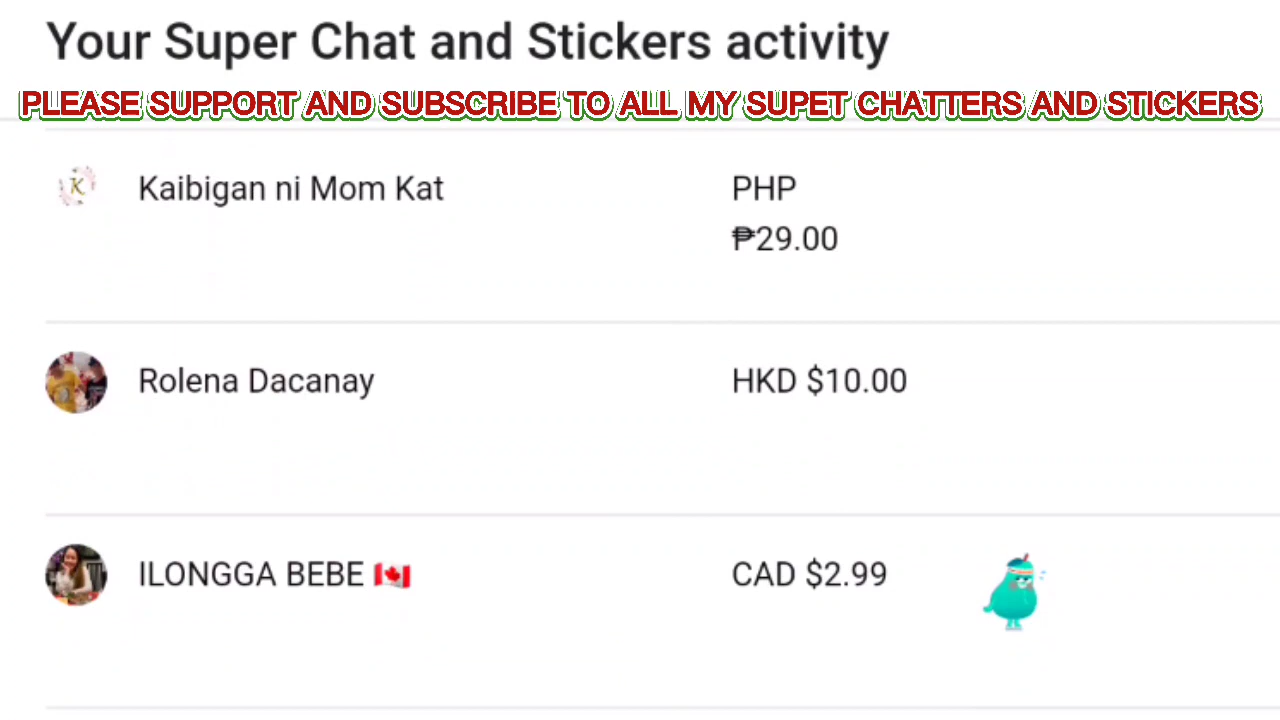 Your Super Chat and Stickers activity
PLEASE SUPPORT AND SUBSCRIBE TO ALL MY SUPET CHATTERS AND STICKERS
K
Kaibigan ni Mom Kat
PHP
₱29.00
Rolena Dacanay
HKD $10.00
ILONGGA BEBE 🇨🇦
CAD $2.99